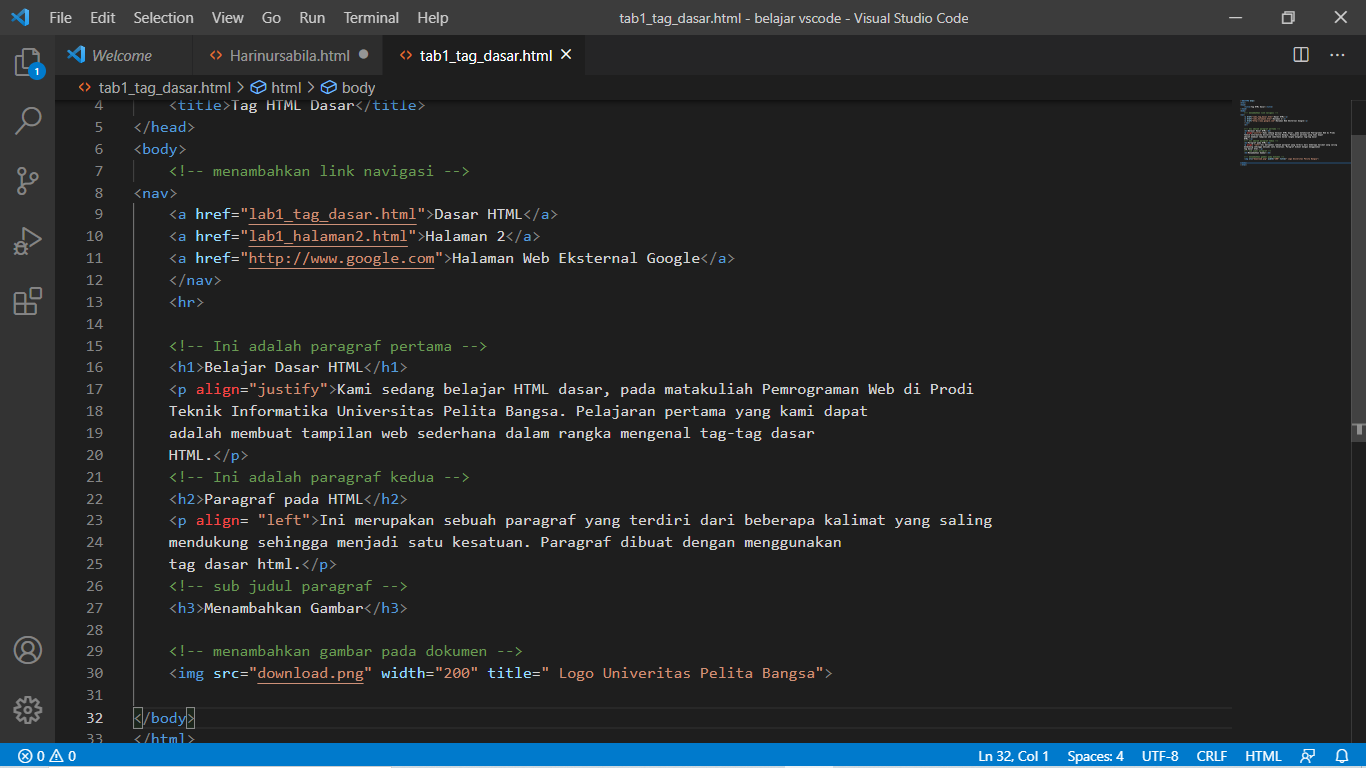 File Edit Selection View Go Run Terminal Help tab1_tag_dasar.html - belajar vscode - Visual Studio Code
Welcome Harinursabila.html tab1_tag_dasar.html
1
tab1_tag_dasar.html > html > body
4 <title>Tag HTML Dasar</title>
5 </head>
6 <body>
7 <!-- menambahkan link navigasi -->
8 <nav>
9 <a href="lab1_tag_dasar.html">Dasar HTML</a>
10 <a href="lab1_halaman2.html">Halaman 2</a>
11 <a href="http://www.google.com">Halaman Web Eksternal Google</a>
12 </nav>
13 <hr>
14
15 <!-- Ini adalah paragraf pertama -->
16 <h1>Belajar Dasar HTML</h1>
17 <p align="justify">Kami sedang belajar HTML dasar, pada matakuliah Pemrograman Web di Prodi
18 Teknik Informatika Universitas Pelita Bangsa. Pelajaran pertama yang kami dapat
19 adalah membuat tampilan web sederhana dalam rangka mengenal tag-tag dasar
20 HTML.</p>
21 <!-- Ini adalah paragraf kedua -->
22 <h2>Paragraf pada HTML</h2>
23 <p align= "left">Ini merupakan sebuah paragraf yang terdiri dari beberapa kalimat yang saling
24 mendukung sehingga menjadi satu kesatuan. Paragraf dibuat dengan menggunakan
25 tag dasar html.</p>
26 <!-- sub judul paragraf -->
27 <h3>Menambahkan Gambar</h3>
28
29 <!-- menambahkan gambar pada dokumen -->
30 <img src="download.png" width="200" title=" Logo Univeritas Pelita Bangsa">
31
32 </body>
33 </html>
0 0 Ln 32, Col 1 Spaces: 4 UTF-8 CRLF HTML